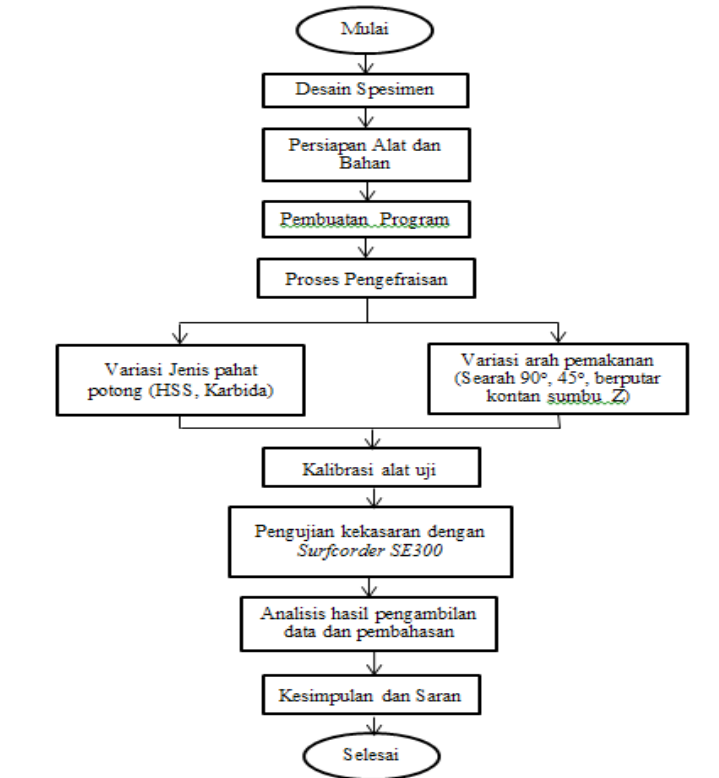 Mulai
Desain Spesimen
Persiapan Alat dan
Bahan
Pembuatan Program
Proses Pengefraisan
Variasi Jenis pahat
potong (HSS, Karbida)
Variasi arah pemakanan
(Searah 90°, 45°, berputar
kontan sumbu Z)
Kalibrasi alat uji
Pengujian kekasaran dengan
Surfcorder SE300
Analisis hasil pengambilan
data dan pembahasan
Kesimpulan dan Saran
Selesai